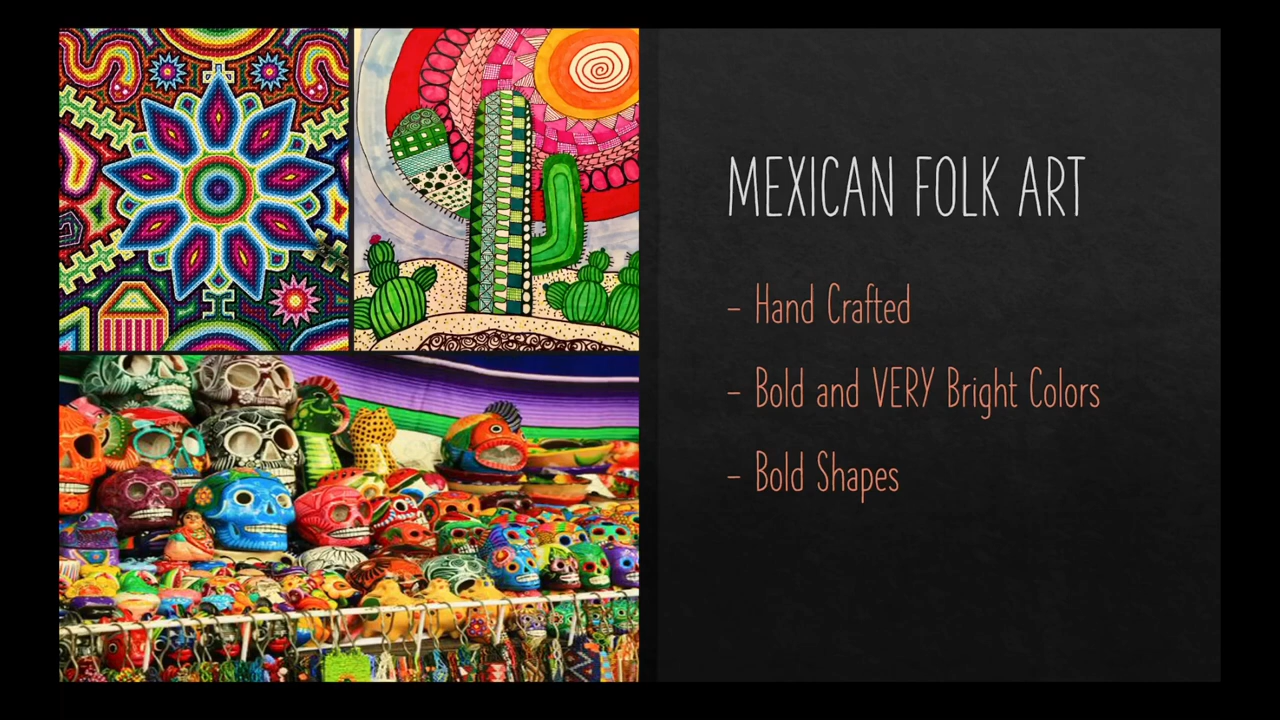 MEXICAN FOLK ART
- Hand Crafted
- Bold and VERY Bright Colors
- Bold Shapes